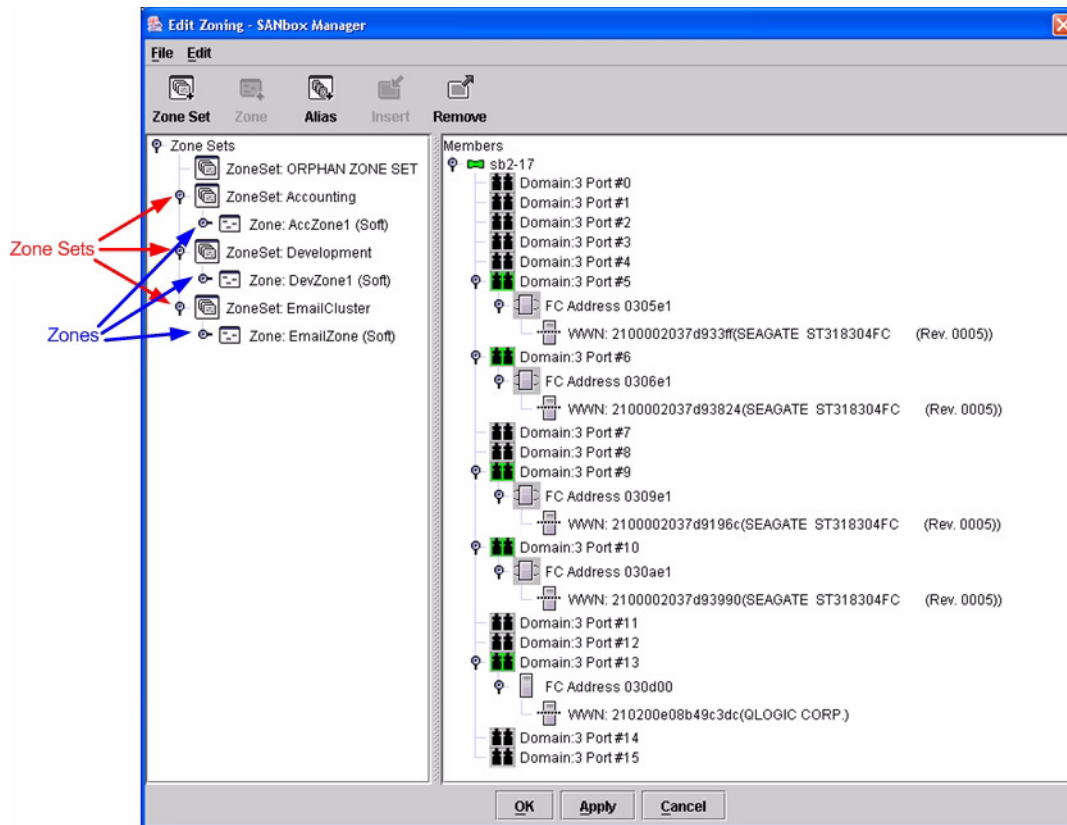 Edit Zoning - SANbox Manager
File Edit
Zone Set Zone Alias Insert Remove
Zone Sets
ZoneSet: ORPHAN ZONE SET
ZoneSet: Accounting
Zone: AccZone1 (Soft)
ZoneSet: Development
Zone: DevZone1 (Soft)
ZoneSet: EmailCluster
Zone: EmailZone (Soft)
Zone Sets
Zones
Members
sb2-17
Domain:3 Port#0
Domain:3 Port#1
Domain:3 Port#2
Domain:3 Port#3
Domain:3 Port#4
Domain:3 Port#5
FC Address 0305e1
WWN: 2100002037d933ff(SEAGATE ST318304FC (Rev. 0005))
Domain:3 Port#6
FC Address 0306e1
WWN: 2100002037d93824(SEAGATE ST318304FC (Rev. 0005))
Domain:3 Port#7
Domain:3 Port#8
Domain:3 Port#9
FC Address 0309e1
WWN: 2100002037d9196c(SEAGATE ST318304FC (Rev. 0005))
Domain:3 Port#10
FC Address 030ae1
WWN: 2100002037d93990(SEAGATE ST318304FC (Rev. 0005))
Domain:3 Port#11
Domain:3 Port#12
Domain:3 Port#13
FC Address 030d00
WWN: 210200e08b49c3dc(QLOGIC CORP.)
Domain:3 Port#14
Domain:3 Port#15
OK Apply Cancel